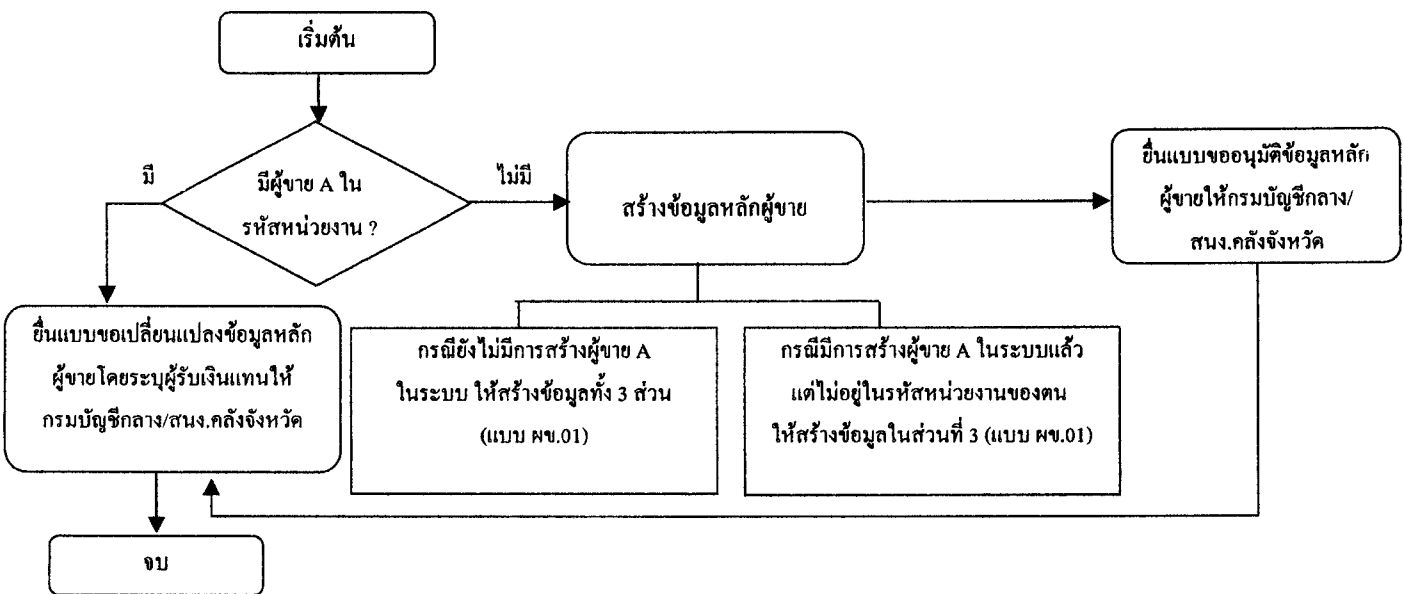 เริ่มต้น
มีผู้ขาย A ใน
รหัสหน่วยงาน ?
มี
ไม่มี
สร้างข้อมูลหลักผู้ขาย
ยื่นแบบขออนุมัติข้อมูลหลัก
ผู้ขายให้กรมบัญชีกลาง/
สนง.คลังจังหวัด
ยื่นแบบขอเปลี่ยนแปลงข้อมูลหลัก
ผู้ขายโดยระบุผู้รับเงินแทนให้
กรมบัญชีกลาง/สนง.คลังจังหวัด
กรณียังไม่มีการสร้างผู้ขาย A
ในระบบ ให้สร้างข้อมูลทั้ง 3 ส่วน
(แบบ ผข.01)
กรณีมีการสร้างผู้ขาย A ในระบบแล้ว
แต่ไม่อยู่ในรหัสหน่วยงานของตน
ให้สร้างข้อมูลในส่วนที่ 3 (แบบ ผข.01)
จบ